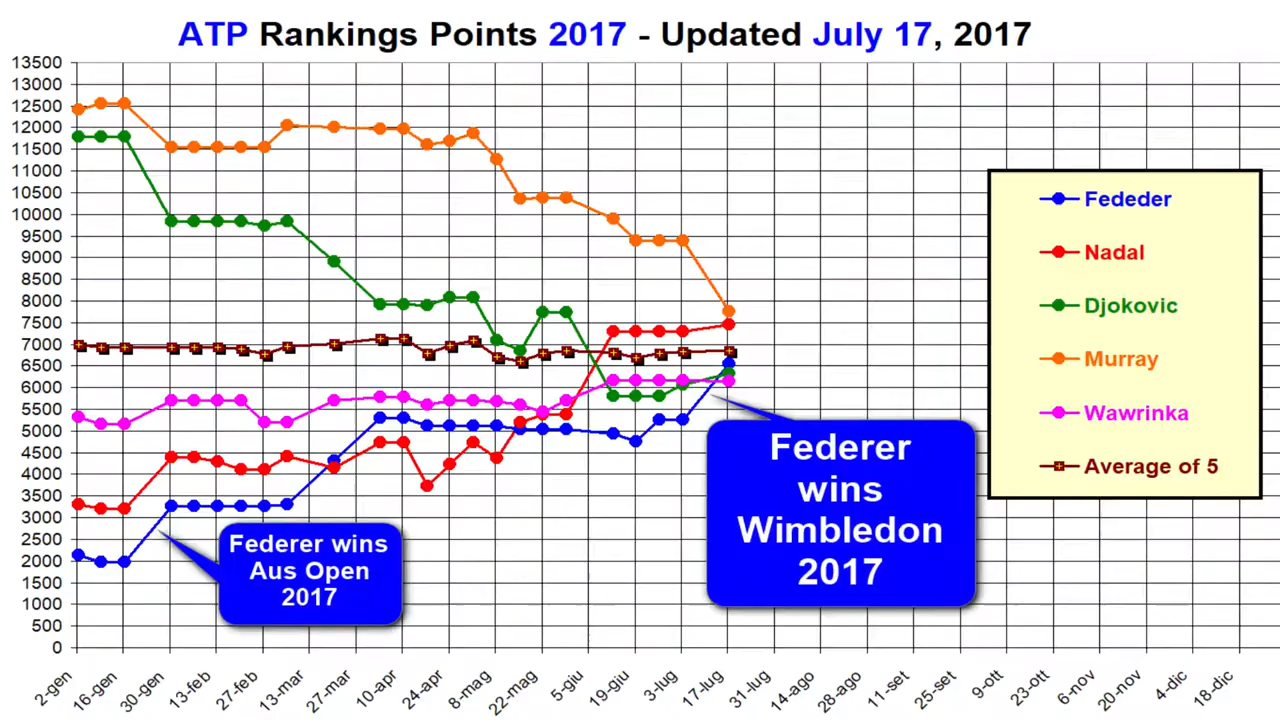 ATP Rankings Points 2017 - Updated July 17, 2017
13500
13000
12500
12000
11500
11000
10500
10000
9500
9000
8500
8000
7500
7000
6500
6000
5500
5000
4500
4000
3500
3000
2500
2000
1500
1000
500
0
Fededer
Nadal
Djokovic
Murray
Wawrinka
Average of 5
Federer
wins
Wimbledon
2017
Federer wins
Aus Open
2017
2-gen
16-gen
30-gen
13-feb
27-feb
13-mar
27-mar
10-apr
24-apr
8-mag
22-mag
5-giu
19-giu
3-lug
17-lug
31-lug
14-ago
28-ago
11-set
25-set
9-ott
23-ott
6-nov
20-nov
4-dic
18-dic